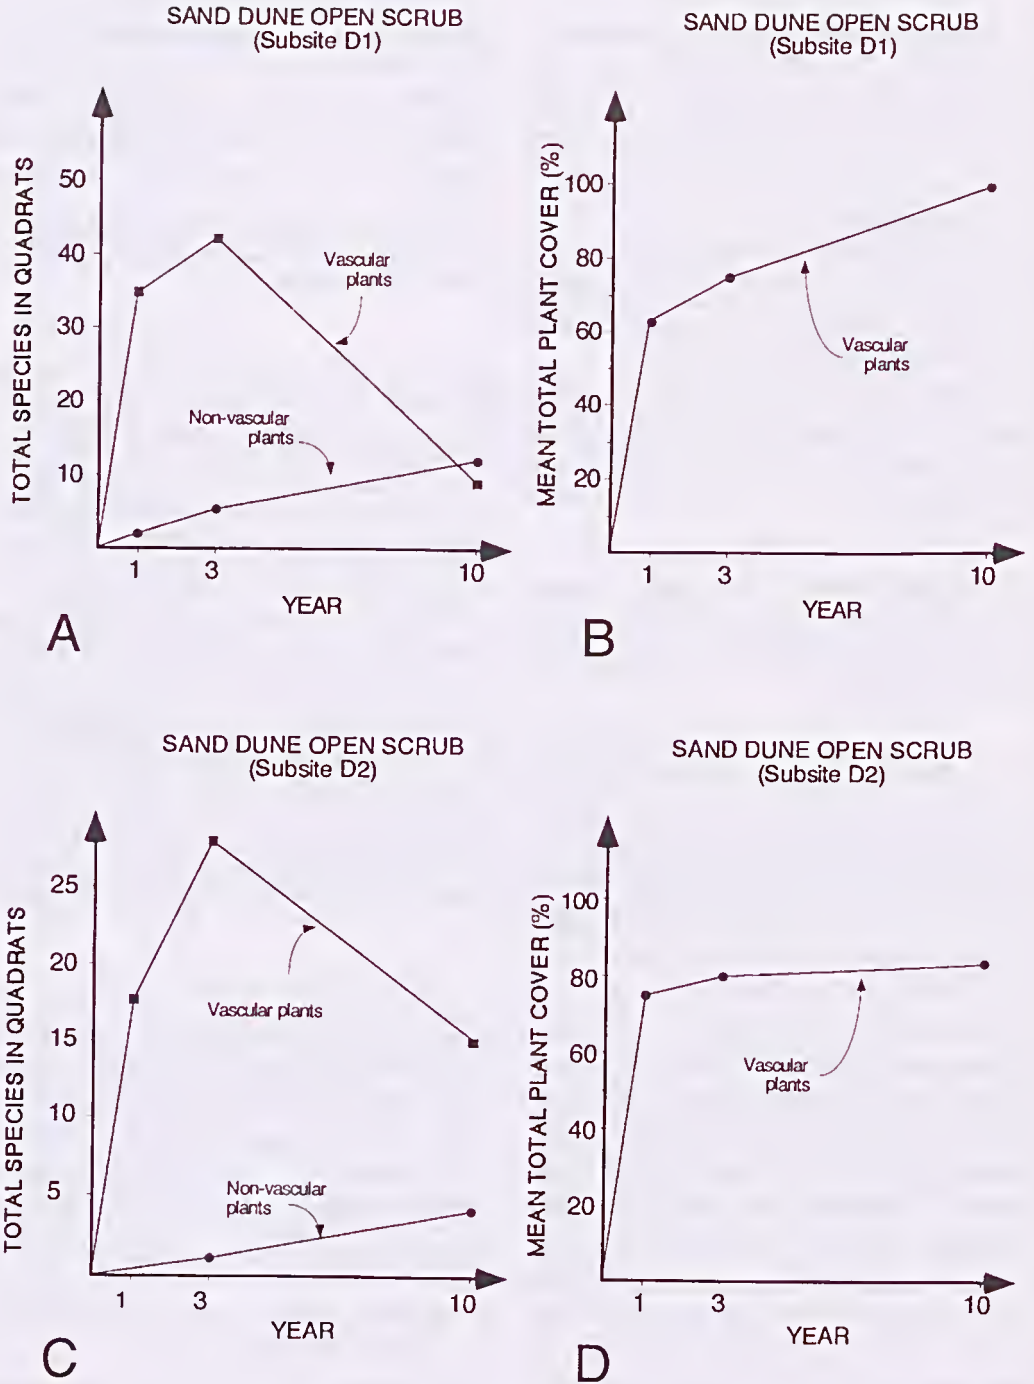 SAND DUNE OPEN SCRUB
(Subsite D1)
TOTAL SPECIES IN QUADRATS
50
40
30
20
10
Vascular
plants
Non-vascular
plants
1
3
10
YEAR
A
SAND DUNE OPEN SCRUB
(Subsite D1)
MEAN TOTAL PLANT COVER (%)
100
80
60
40
20
Vascular
plants
1
3
10
YEAR
B
SAND DUNE OPEN SCRUB
(Subsite D2)
TOTAL SPECIES IN QUADRATS
25
20
15
10
5
Vascular plants
Non-vascular
plants
1
3
10
YEAR
C
SAND DUNE OPEN SCRUB
(Subsite D2)
MEAN TOTAL PLANT COVER (%)
100
80
60
40
20
Vascular
plants
1
3
10
YEAR
D